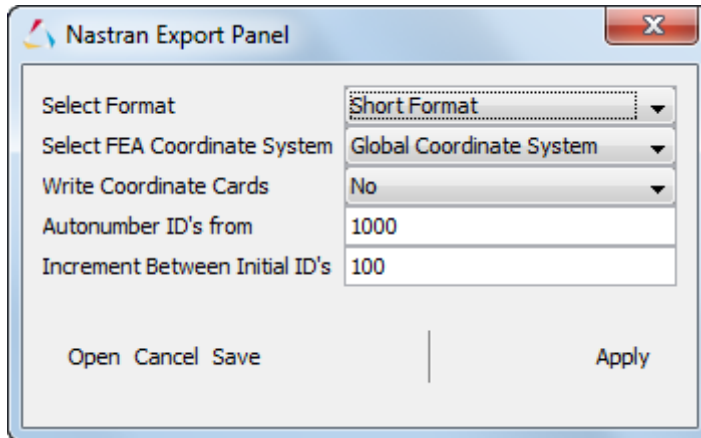 Nastran Export Panel
Select Format Short Format
Select FEA Coordinate System Global Coordinate System
Write Coordinate Cards No
Autonumber ID's from 1000
Increment Between Initial ID's 100
Open Cancel Save Apply